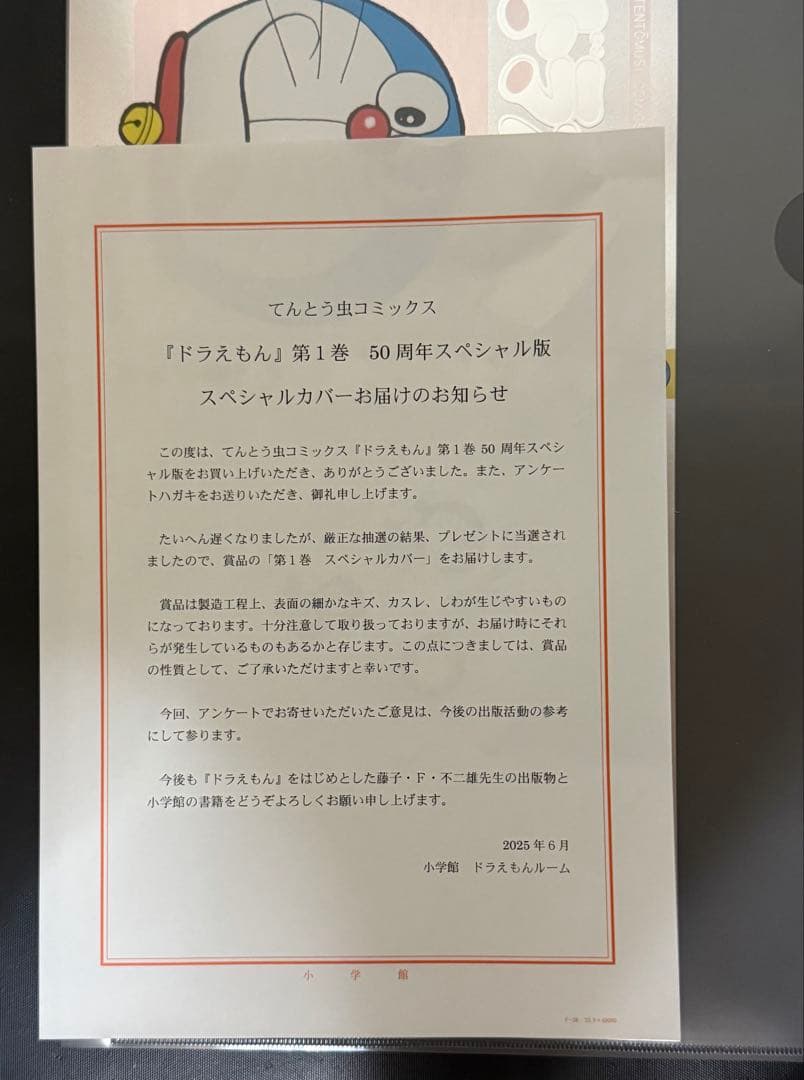 TENTŌMUSI
てんとう虫コミックス
『ドラえもん』第1巻　50周年スペシャル版
スペシャルカバーお届けのお知らせ
この度は、てんとう虫コミックス『ドラえもん』第1巻 50 周年スペシ
ャル版をお買い上げいただき、ありがとうございました。また、アンケー
トハガキをお送りいただき、御礼申し上げます。
たいへん遅くなりましたが、厳正な抽選の結果、プレゼントに当選され
ましたので、賞品の「第1巻　スペシャルカバー」をお届けします。
賞品は製造工程上、表面の細かなキズ、カスレ、しわが生じやすいもの
になっております。十分注意して取り扱っておりますが、お届け時にそれ
らが発生しているものもあるかと存じます。この点につきましては、賞品
の性質として、ご了承いただけますと幸いです。
今回、アンケートでお寄せいただいたご意見は、今後の出版活動の参考
にして参ります。
今後も『ドラえもん』をはじめとした藤子・F・不二雄先生の出版物と
小学館の書籍をどうぞよろしくお願い申し上げます。
2025年6月
小学館　ドラえもんルーム
小学館